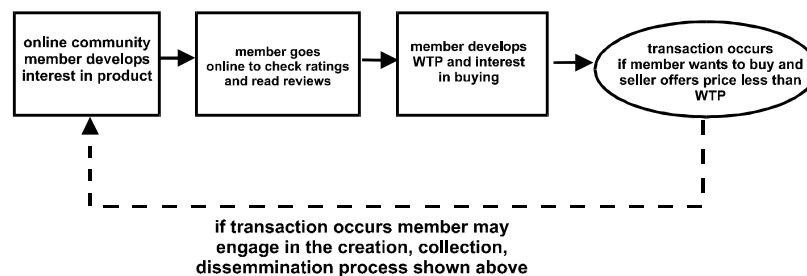 online community
member develops
interest in product
member goes
online to check ratings
and read reviews
member develops
WTP and interest
in buying
transaction occurs
if member wants to buy and
seller offers price less than
WTP
if transaction occurs member may
engage in the creation, collection,
dissemmination process shown above